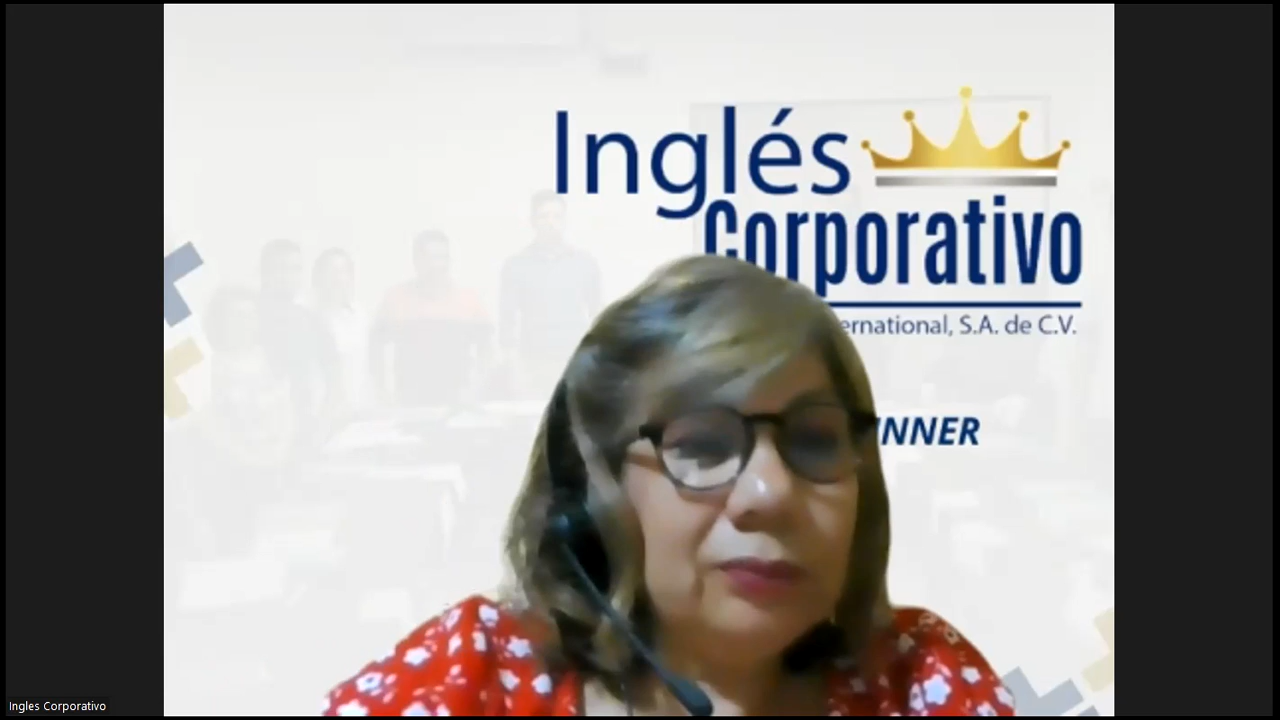 Inglés
Corporativo
ernational, S.A. de C.V.
INNER
Ingles Corporativo